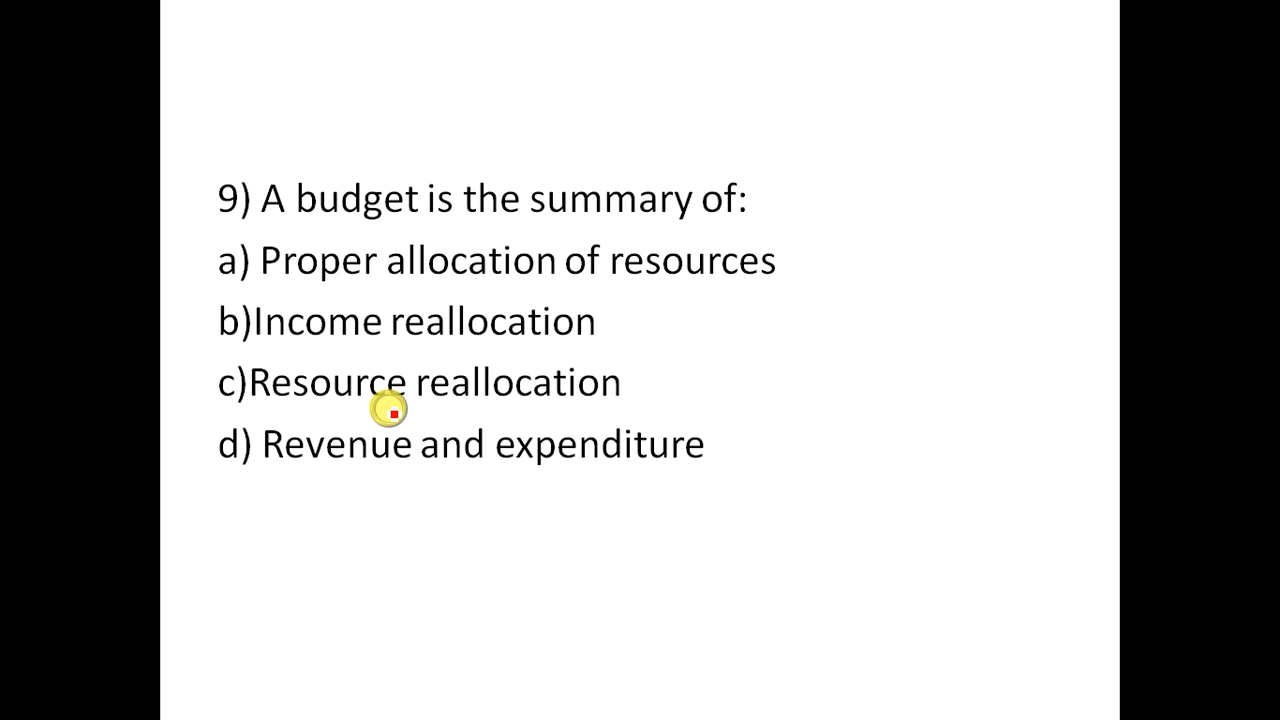 9) A budget is the summary of:
a) Proper allocation of resources
b)Income reallocation
c)Resource reallocation
d) Revenue and expenditure